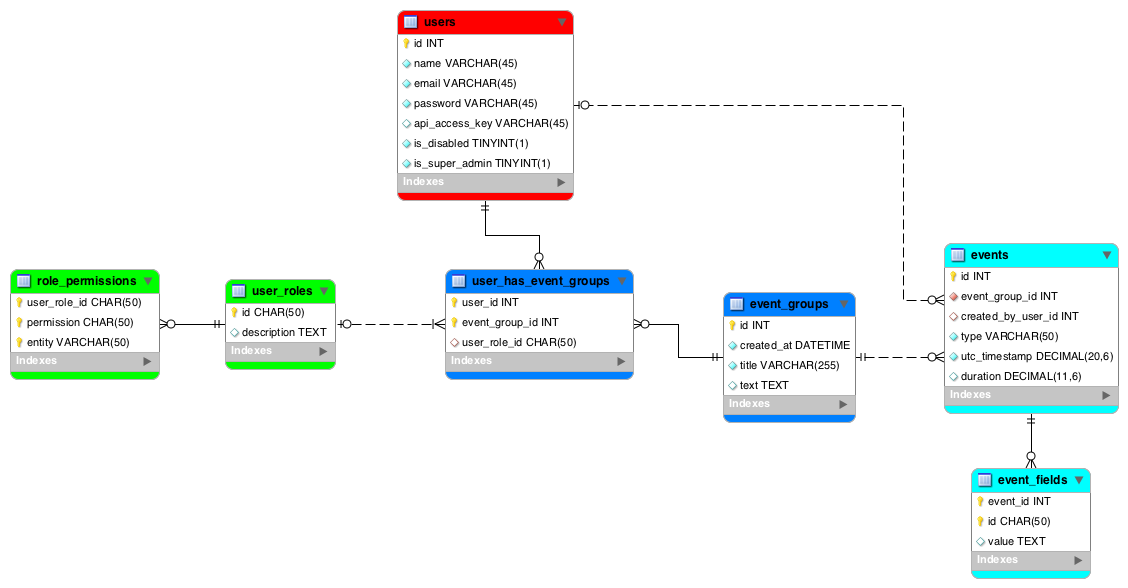 users
id INT
name VARCHAR(45)
email VARCHAR(45)
password VARCHAR(45)
api_access_key VARCHAR(45)
is_disabled TINYINT(1)
is_super_admin TINYINT(1)
Indexes
role_permissions
user_role_id CHAR(50)
permission CHAR(50)
entity VARCHAR(50)
Indexes
user_roles
id CHAR(50)
description TEXT
Indexes
user_has_event_groups
user_id INT
event_group_id INT
user_role_id CHAR(50)
Indexes
event_groups
id INT
created_at DATETIME
title VARCHAR(255)
text TEXT
Indexes
events
id INT
event_group_id INT
created_by_user_id INT
type VARCHAR(50)
utc_timestamp DECIMAL(20,6)
duration DECIMAL(11,6)
Indexes
event_fields
event_id INT
id CHAR(50)
value TEXT
Indexes